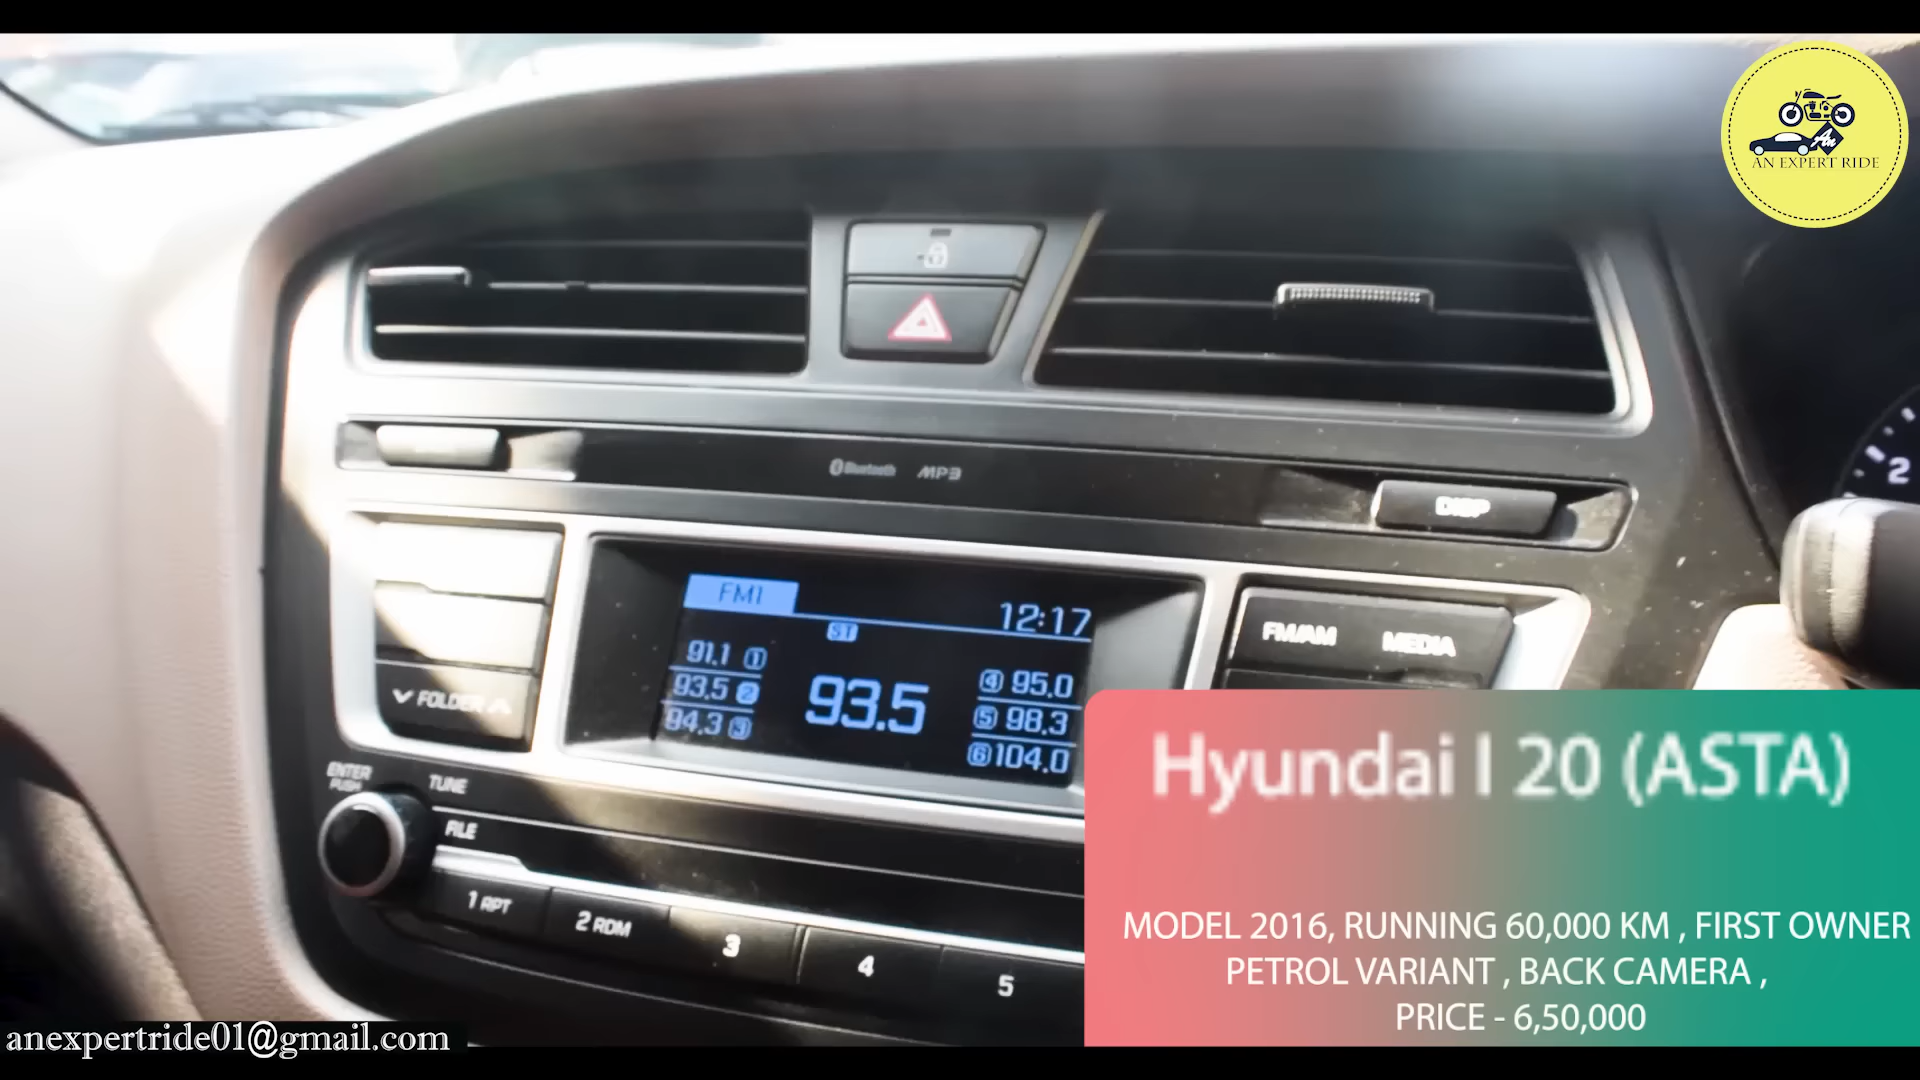 An
AN EXPERT RIDE
Bluetooth MP3
DISP
2
FM1
12:17
ST
91.1 1
93.5 2
94.3 3
93.5
4 95.0
5 98.3
6 104.0
FM/AM MEDIA
FOLDER
ENTER
PUSH
TUNE
FILE
1 RPT
2 RDM
3
4
5
Hyundai I 20 (ASTA)
MODEL 2016, RUNNING 60,000 KM , FIRST OWNER
PETROL VARIANT , BACK CAMERA ,
PRICE - 6,50,000
anexpertride01@gmail.com